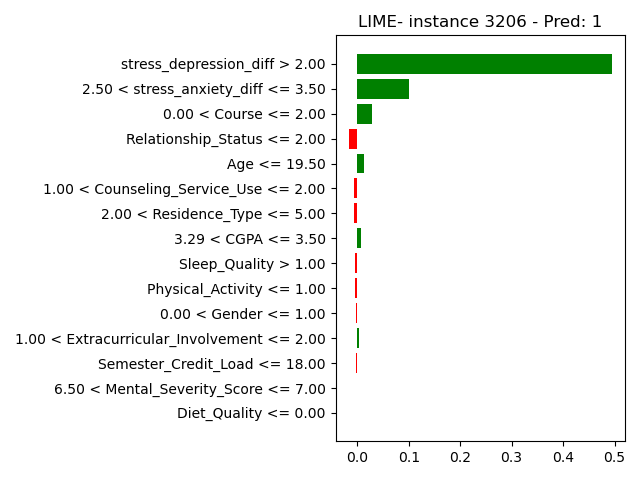 LIME- instance 3206 - Pred: 1
stress_depression_diff > 2.00
2.50 < stress_anxiety_diff <= 3.50
0.00 < Course <= 2.00
Relationship_Status <= 2.00
Age <= 19.50
1.00 < Counseling_Service_Use <= 2.00
2.00 < Residence_Type <= 5.00
3.29 < CGPA <= 3.50
Sleep_Quality > 1.00
Physical_Activity <= 1.00
0.00 < Gender <= 1.00
1.00 < Extracurricular_Involvement <= 2.00
Semester_Credit_Load <= 18.00
6.50 < Mental_Severity_Score <= 7.00
Diet_Quality <= 0.00
0.0 0.1 0.2 0.3 0.4 0.5